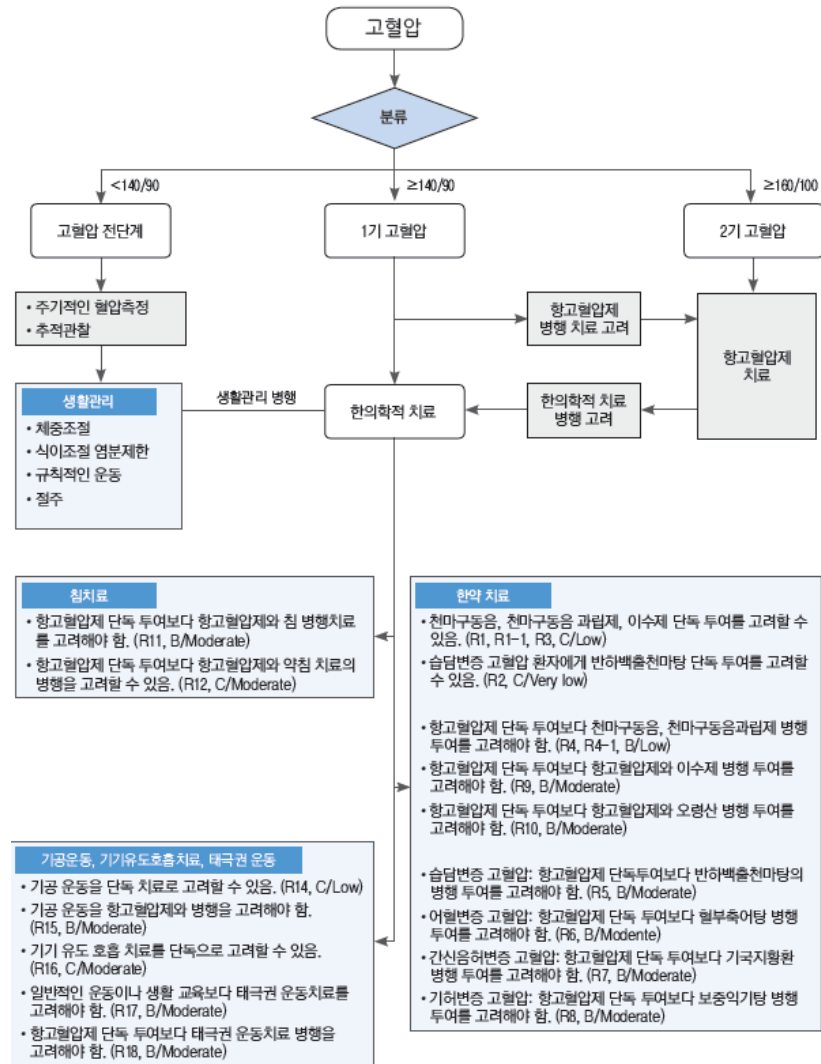 고혈압
분류
<140/90
≥140/90
≥160/100
고혈압 전단계
1기 고혈압
2기 고혈압
• 주기적인 혈압측정
• 추적관찰
항고혈압제
병행 치료 고려
항고혈압제
치료
생활관리
• 체중조절
• 식이조절 염분제한
• 규칙적인 운동
• 절주
생활관리 병행
한의학적 치료
한의학적 치료
병행 고려
침치료
• 항고혈압제 단독 투여보다 항고혈압제와 침 병행치료
를 고려해야 함. (R11, B/Moderate)
• 항고혈압제 단독 투여보다 항고혈압제와 약침 치료의
병행을 고려할 수 있음. (R12, C/Moderate)
한약 치료
• 천마구동음, 천마구동음 과립제, 이수제 단독 투여를 고려할 수
있음. (R1, R1-1, R3, C/Low)
• 습담변증 고혈압 환자에게 반하백출천마탕 단독 투여를 고려할
수 있음. (R2, C/Very low)
• 항고혈압제 단독 투여보다 천마구동음, 천마구동음과립제 병행
투여를 고려해야 함. (R4, R4-1, B/Low)
• 항고혈압제 단독 투여보다 항고혈압제와 이수제 병행 투여를
고려해야 함. (R9, B/Moderate)
• 항고혈압제 단독 투여보다 항고혈압제와 오령산 병행 투여를
고려해야 함. (R10, B/Moderate)
• 습담변증 고혈압: 항고혈압제 단독투여보다 반하백출천마탕의
병행 투여를 고려해야 함. (R5, B/Moderate)
• 어혈변증 고혈압: 항고혈압제 단독 투여보다 혈부축어탕 병행
투여를 고려해야 함. (R6, B/Modente)
• 간신음허변증 고혈압: 항고혈압제 단독 투여보다 기국지황환
병행 투여를 고려해야 함. (R7, B/Moderate)
• 기허변증 고혈압: 항고혈압제 단독 투여보다 보중익기탕 병행
투여를 고려해야 함. (R8, B/Moderate)
기공운동, 기기유도호흡치료, 태극권 운동
• 기공 운동을 단독 치료로 고려할 수 있음. (R14, C/Low)
• 기공 운동을 항고혈압제와 병행을 고려해야 함.
(R15, B/Moderate)
• 기기 유도 호흡 치료를 단독으로 고려할 수 있음.
(R16, C/Moderate)
• 일반적인 운동이나 생활 교육보다 태극권 운동치료를
고려해야 함. (R17, B/Moderate)
• 항고혈압제 단독 투여보다 태극권 운동치료 병행을
고려해야 함. (R18, B/Moderate)